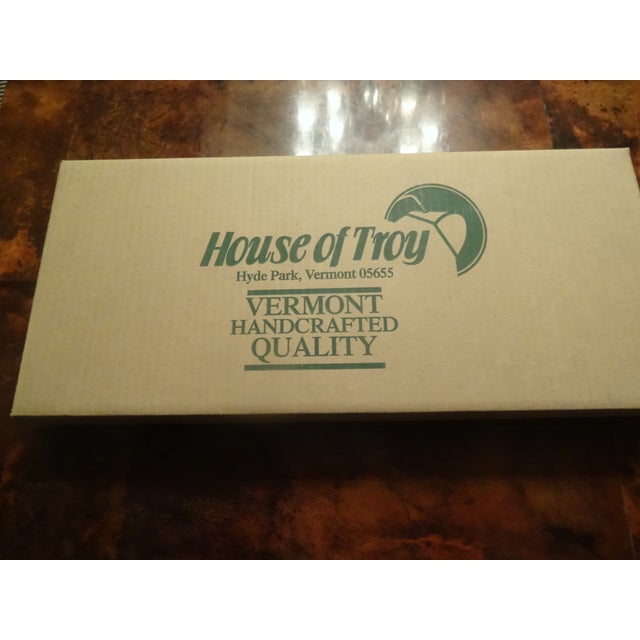 House of Troy
Hyde Park, Vermont 05655
VERMONT
HANDCRAFTED
QUALITY